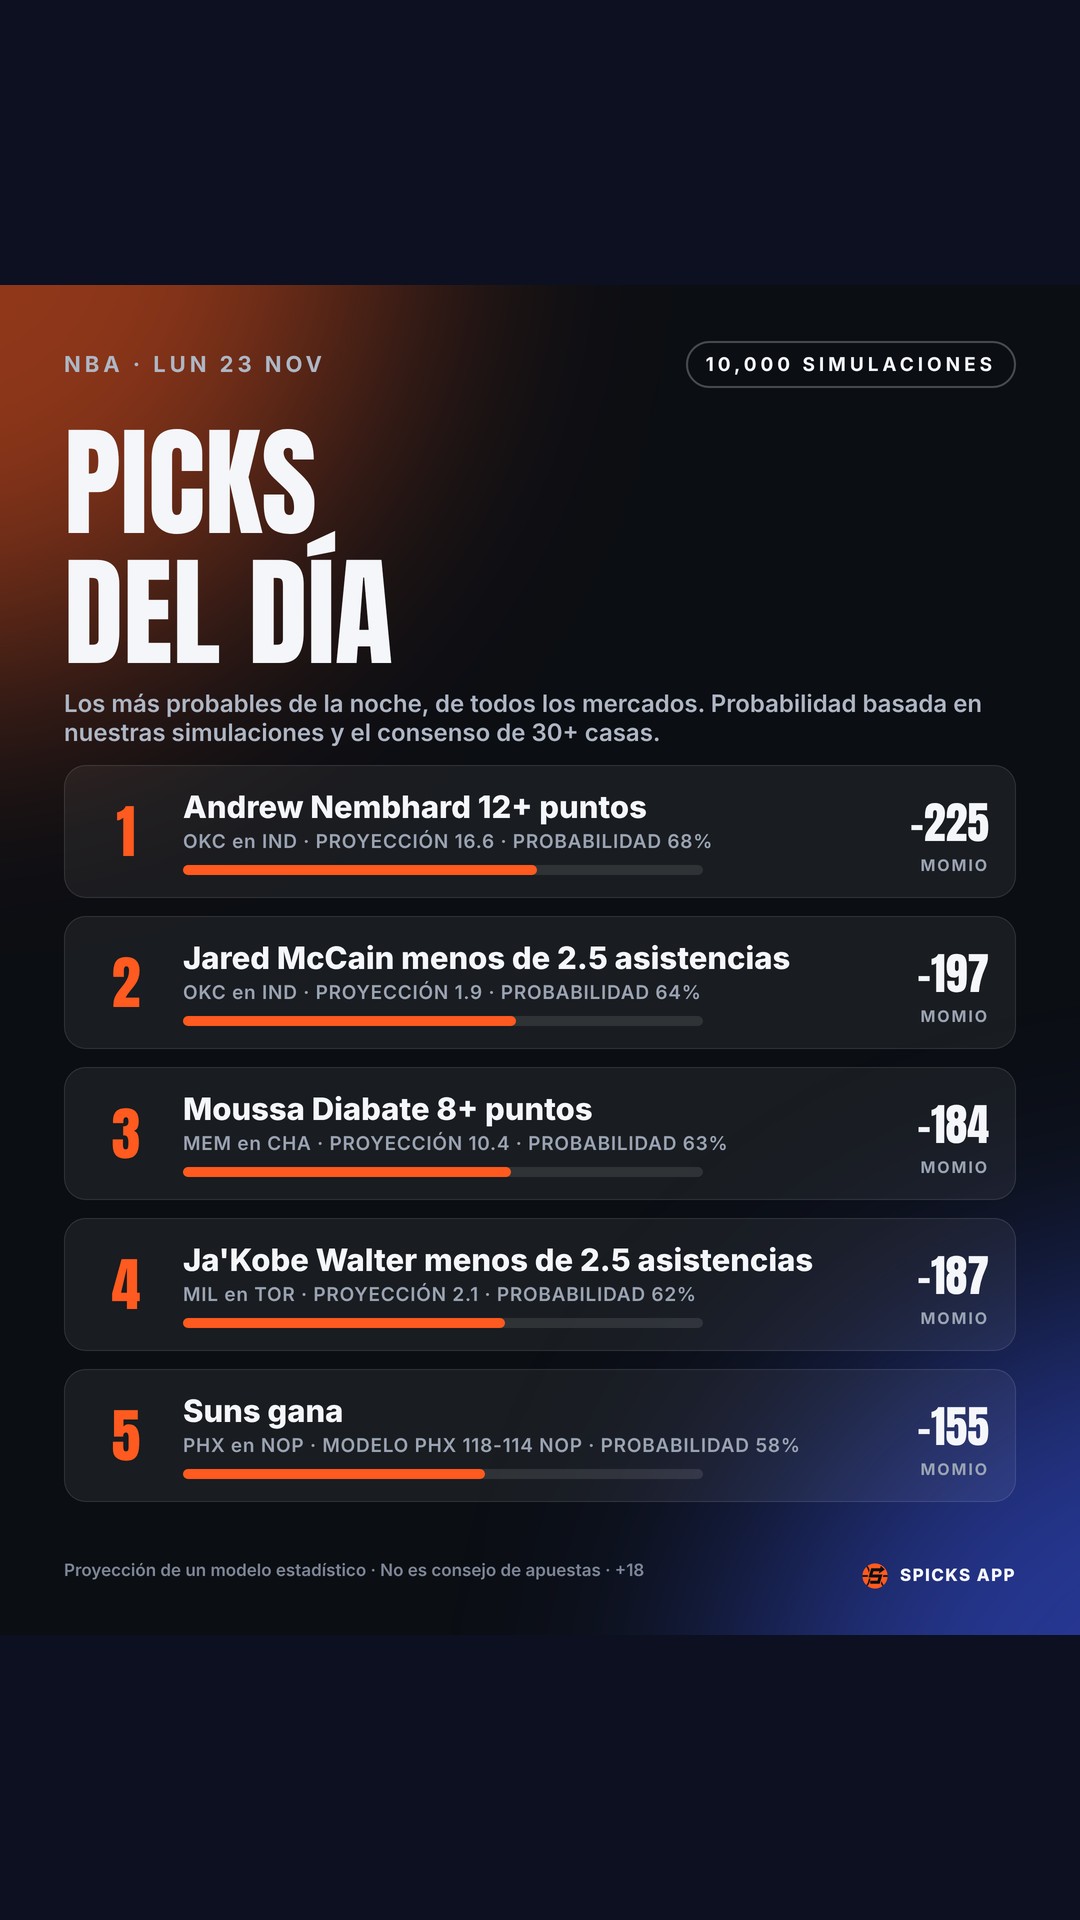 NBA · LUN 23 NOV
10,000 SIMULACIONES
PICKS
DEL DÍA
Los más probables de la noche, de todos los mercados. Probabilidad basada en
nuestras simulaciones y el consenso de 30+ casas.
1
Andrew Nembhard 12+ puntos
OKC en IND · PROYECCIÓN 16.6 · PROBABILIDAD 68%
-225
MOMIO
2
Jared McCain menos de 2.5 asistencias
OKC en IND · PROYECCIÓN 1.9 · PROBABILIDAD 64%
-197
MOMIO
3
Moussa Diabate 8+ puntos
MEM en CHA · PROYECCIÓN 10.4 · PROBABILIDAD 63%
-184
MOMIO
4
Ja'Kobe Walter menos de 2.5 asistencias
MIL en TOR · PROYECCIÓN 2.1 · PROBABILIDAD 62%
-187
MOMIO
5
Suns gana
PHX en NOP · MODELO PHX 118-114 NOP · PROBABILIDAD 58%
-155
MOMIO
Proyección de un modelo estadístico · No es consejo de apuestas · +18
SPICKS APP